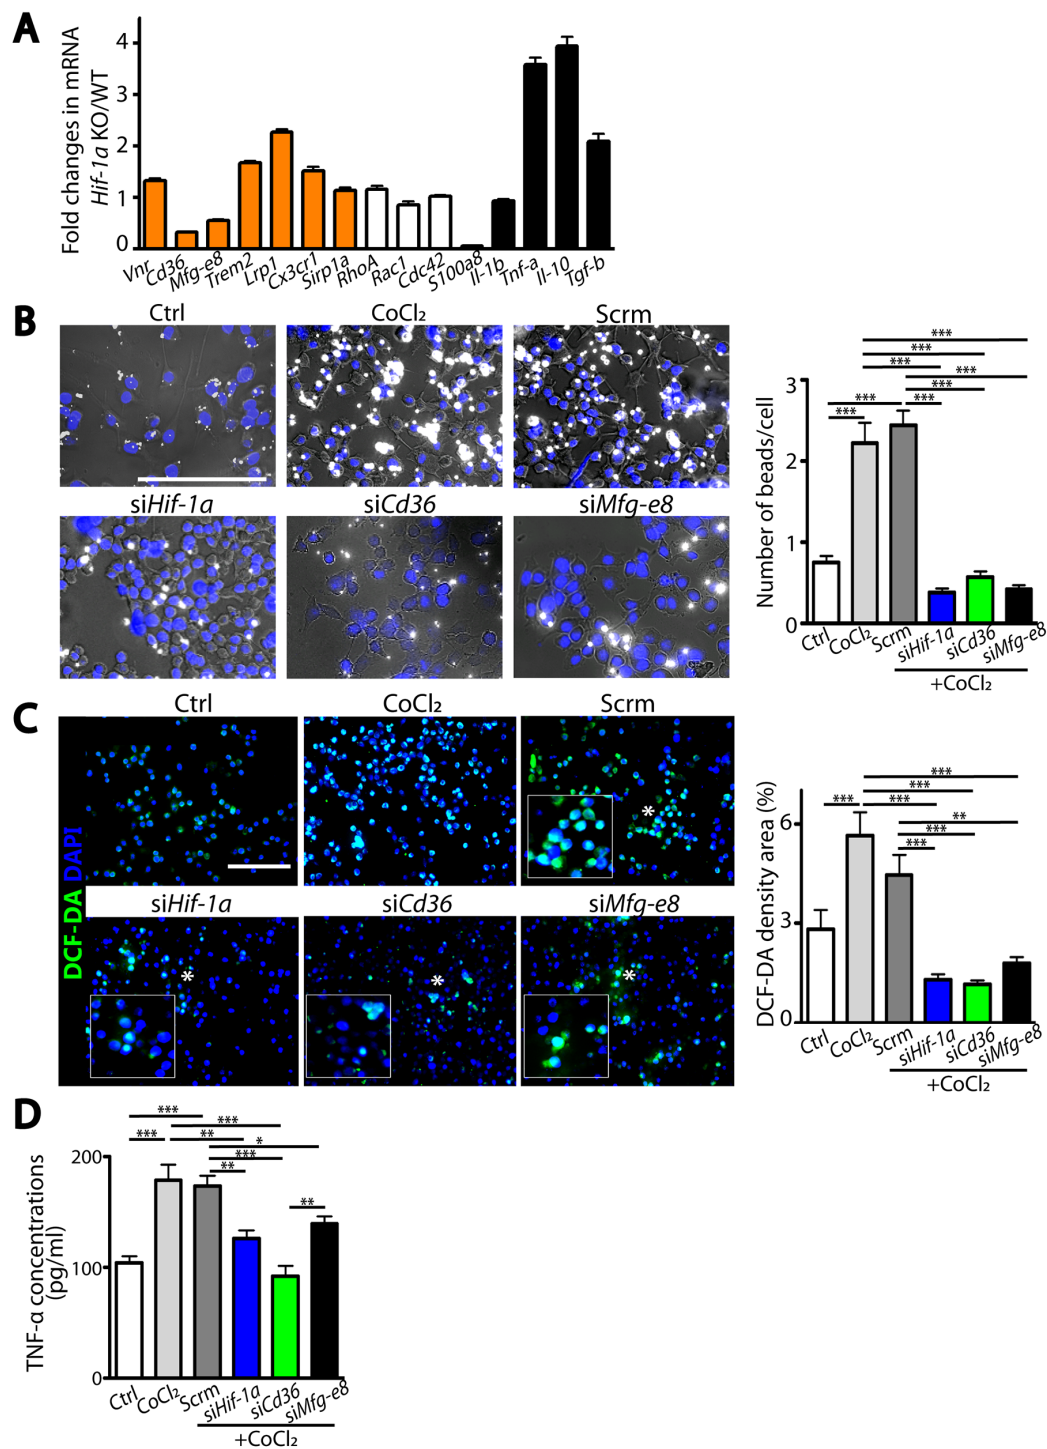 A
Fold changes in mRNA
Hif-1a KO/WT
4
3
2
1
0
Vnr Cd36 Mfg-e8 Trem2 Lrp1 Cx3cr1 Sirp1a RhoA Rac1 Cdc42 S100a8 Il-1b Tnf-a Il-10 Tgf-b
B
Ctrl CoCl₂ Scrm
siHif-1a siCd36 siMfg-e8
Number of beads/cell
3
2
1
0
***
***
***
***
***
*** *** ***
Ctrl CoCl₂ Scrm siHif-1a siCd36 siMfg-e8
+CoCl₂
C
Ctrl CoCl₂ Scrm
*
siHif-1a siCd36 siMfg-e8
* * *
DCF-DA DAPI
DCF-DA density area (%)
6
3
0
***
***
*** ***
**
***
***
Ctrl CoCl₂ Scrm siHif-1a siCd36 siMfg-e8
+CoCl₂
D
TNF-α concentrations
(pg/ml)
200
100
0
***
***
*** ** *
***
**
**
Ctrl CoCl₂ Scrm siHif-1a siCd36 siMfg-e8
+CoCl₂